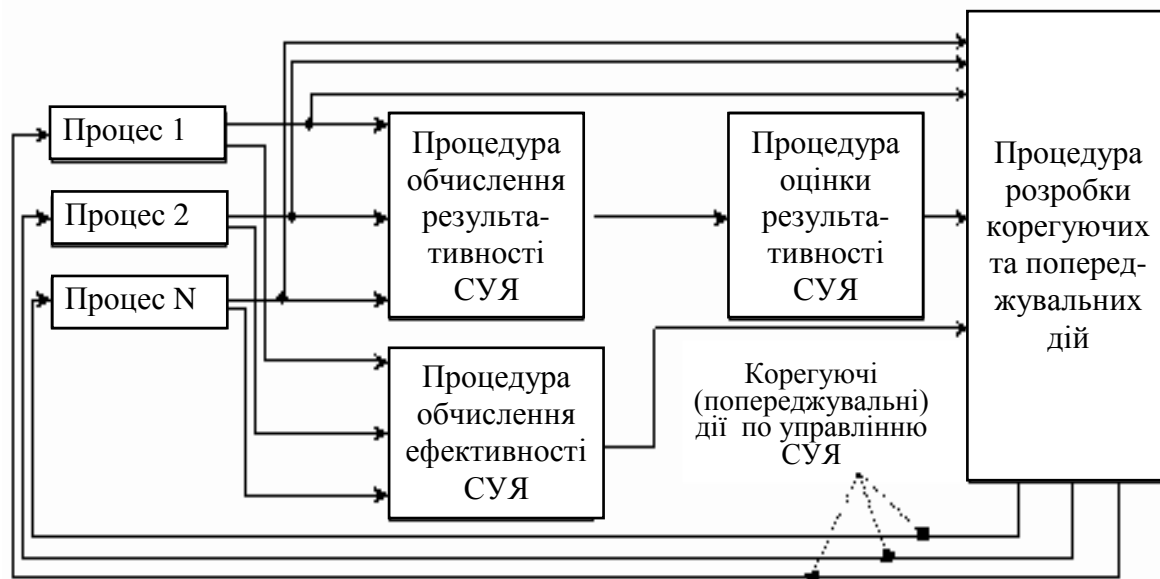 Процес 1
Процес 2
Процес N
Процедура
обчислення
результа-
тивності
СУЯ
Процедура
оцінки
результа-
тивності
СУЯ
Процедура
розробки
корегуючих
та поперед-
жувальних
дій
Процедура
обчислення
ефективності
СУЯ
Корегуючі
(попереджувальні)
дії по управлінню
СУЯ